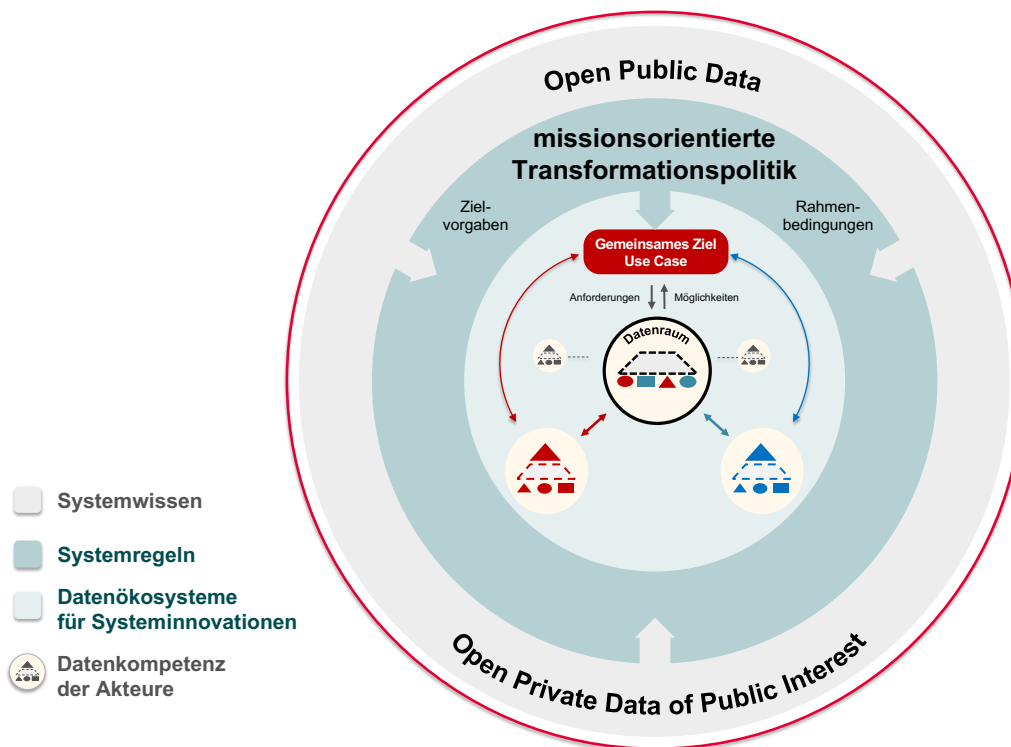 Open Public Data
missionsorientierte
Transformationspolitik
Ziel-
vorgaben
Rahmen-
bedingungen
Gemeinsames Ziel
Use Case
Anforderungen
Möglichkeiten
Datenraum
Open Private Data of Public Interest
Systemwissen
Systemregeln
Datenökosysteme
für Systeminnovationen
Datenkompetenz
der Akteure